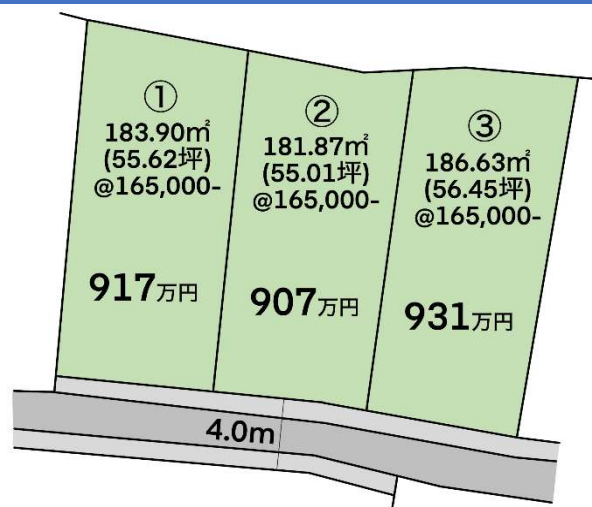 ①
183.90㎡
(55.62坪)
@165,000-
917万円
②
181.87㎡
(55.01坪)
@165,000-
907万円
③
186.63㎡
(56.45坪)
@165,000-
931万円
4.0m